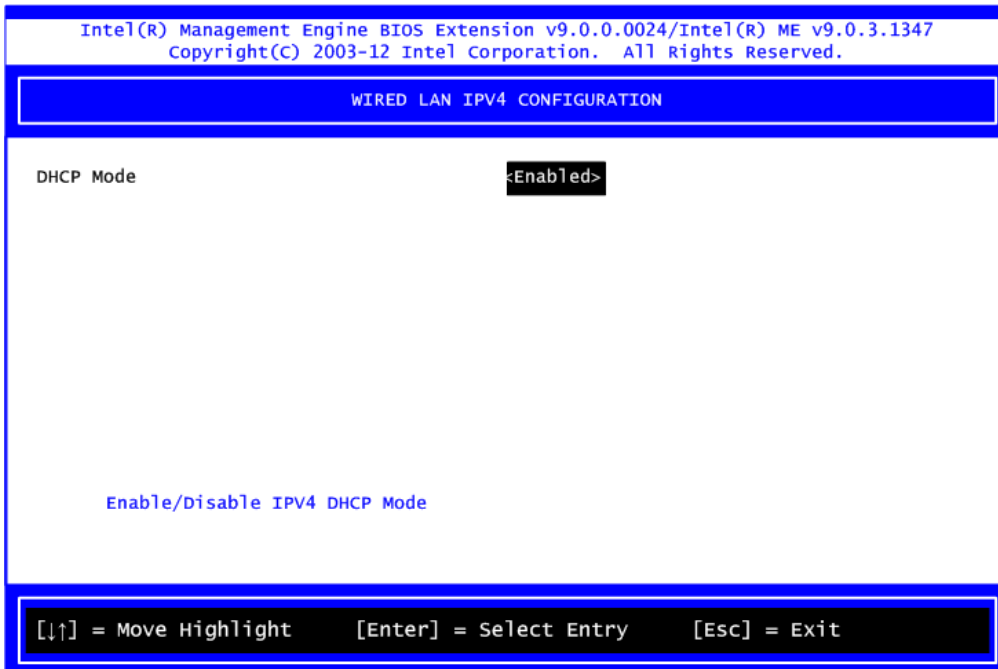 Intel(R) Management Engine BIOS Extension v9.0.0.0024/Intel(R) ME v9.0.3.1347
Copyright(C) 2003-12 Intel Corporation. All Rights Reserved.
WIRED LAN IPV4 CONFIGURATION
DHCP Mode <Enabled>
Enable/Disable IPV4 DHCP Mode
[↓↑] = Move Highlight [Enter] = Select Entry [Esc] = Exit